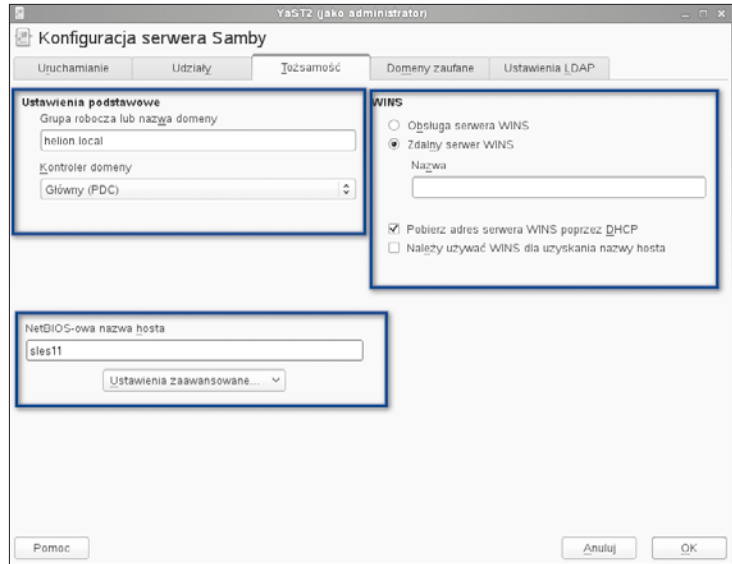 YaST2 (jako administrator)
Konfiguracja serwera Samby
Uruchamianie
Udziały
Tożsamość
Domeny zaufane
Ustawienia LDAP
Ustawienia podstawowe
Grupa robocza lub nazwa domeny
helion local
Kontroler domeny
Główny (PDC)
WINS
Obsługa serwera WINS
Zdalny serwer WINS
Nazwa
Pobierz adres serwera WINS poprzez DHCP
Należy używać WINS dla uzyskania nazwy hosta
NetBIOS-owa nazwa hosta
sles11
Ustawienia zaawansowane...
Pomoc
Anuluj
OK